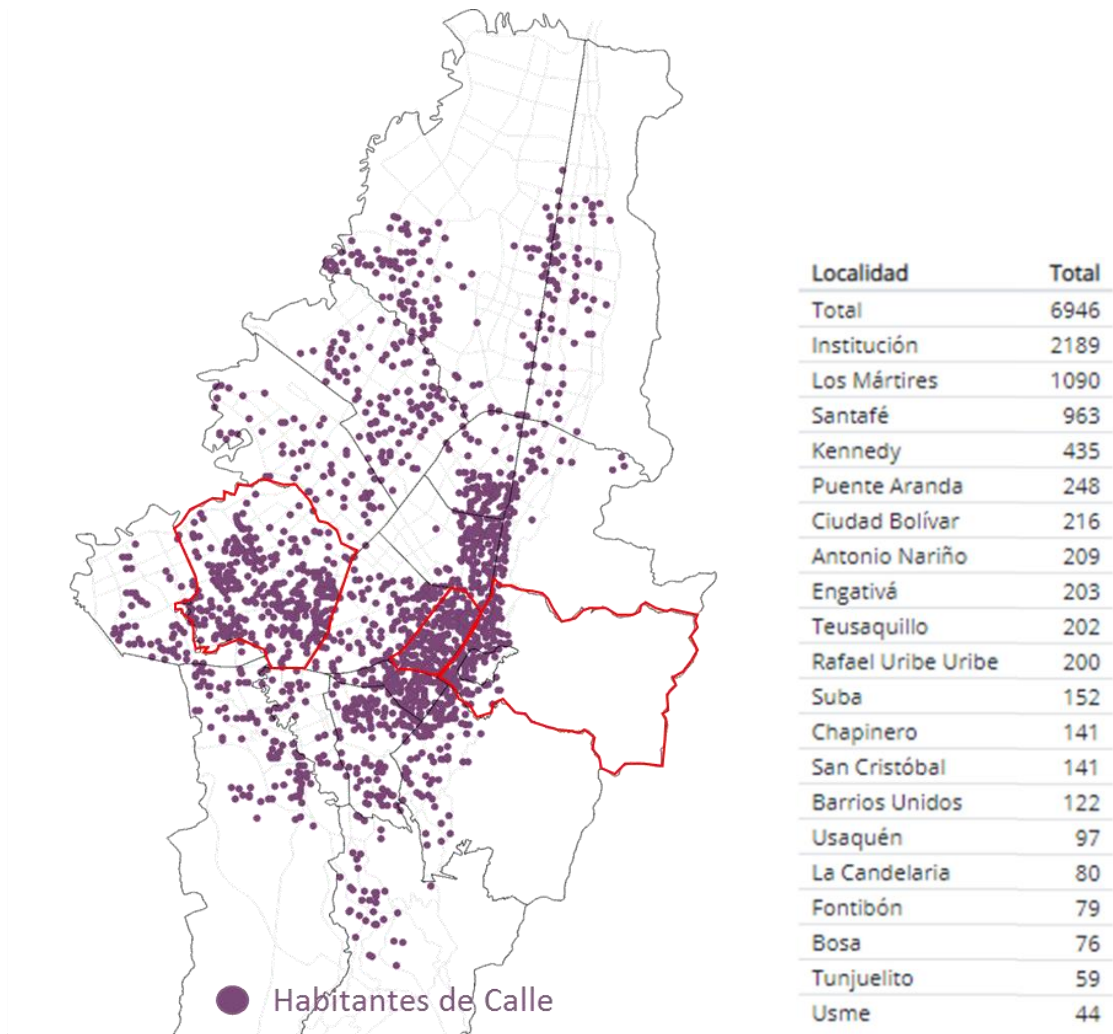 Localidad Total
Total 6946
Institución 2189
Los Mártires 1090
Santafé 963
Kennedy 435
Puente Aranda 248
Ciudad Bolívar 216
Antonio Nariño 209
Engativá 203
Teusaquillo 202
Rafael Uribe Uribe 200
Suba 152
Chapinero 141
San Cristóbal 141
Barrios Unidos 122
Usaquén 97
La Candelaria 80
Fontibón 79
Bosa 76
Tunjuelito 59
Usme 44
Habitantes de Calle